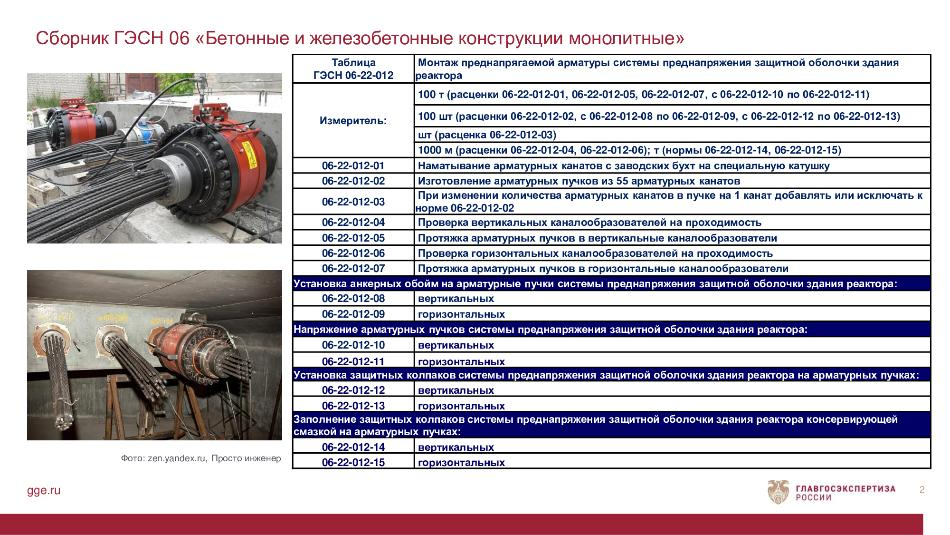 Сборник ГЭСН 06 «Бетонные и железобетонные конструкции монолитные»
Таблица
ГЭСН 06-22-012
Монтаж преднапрягаемой арматуры системы преднапряжения защитной оболочки здания
реактора
Измеритель:
100 т (расценки 06-22-012-01, 06-22-012-05, 06-22-012-07, с 06-22-012-10 по 06-22-012-11)
100 шт (расценки 06-22-012-02, с 06-22-012-08 по 06-22-012-09, с 06-22-012-12 по 06-22-012-13)
шт (расценка 06-22-012-03)
1000 м (расценки 06-22-012-04, 06-22-012-06); т (нормы 06-22-012-14, 06-22-012-15)
06-22-012-01 Наматывание арматурных канатов с заводских бухт на специальную катушку
06-22-012-02 Изготовление арматурных пучков из 55 арматурных канатов
06-22-012-03
При изменении количества арматурных канатов в пучке на 1 канат добавлять или исключать к
норме 06-22-012-02
06-22-012-04 Проверка вертикальных каналообразователей на проходимость
06-22-012-05 Протяжка арматурных пучков в вертикальные каналообразователи
06-22-012-06 Проверка горизонтальных каналообразователей на проходимость
06-22-012-07 Протяжка арматурных пучков в горизонтальные каналообразователи
Установка анкерных обойм на арматурные пучки системы преднапряжения защитной оболочки здания реактора:
06-22-012-08 вертикальных
06-22-012-09 горизонтальных
Напряжение арматурных пучков системы преднапряжения защитной оболочки здания реактора:
06-22-012-10 вертикальных
06-22-012-11 горизонтальных
Установка защитных колпаков системы преднапряжения защитной оболочки здания реактора на арматурных пучках:
06-22-012-12 вертикальных
06-22-012-13 горизонтальных
Заполнение защитных колпаков системы преднапряжения защитной оболочки здания реактора консервирующей
смазкой на арматурных пучках:
06-22-012-14 вертикальных
06-22-012-15 горизонтальных
Фото: zen.yandex.ru, Просто инженер
gge.ru
ГЛАВГОСЭКСПЕРТИЗА
РОССИИ
2